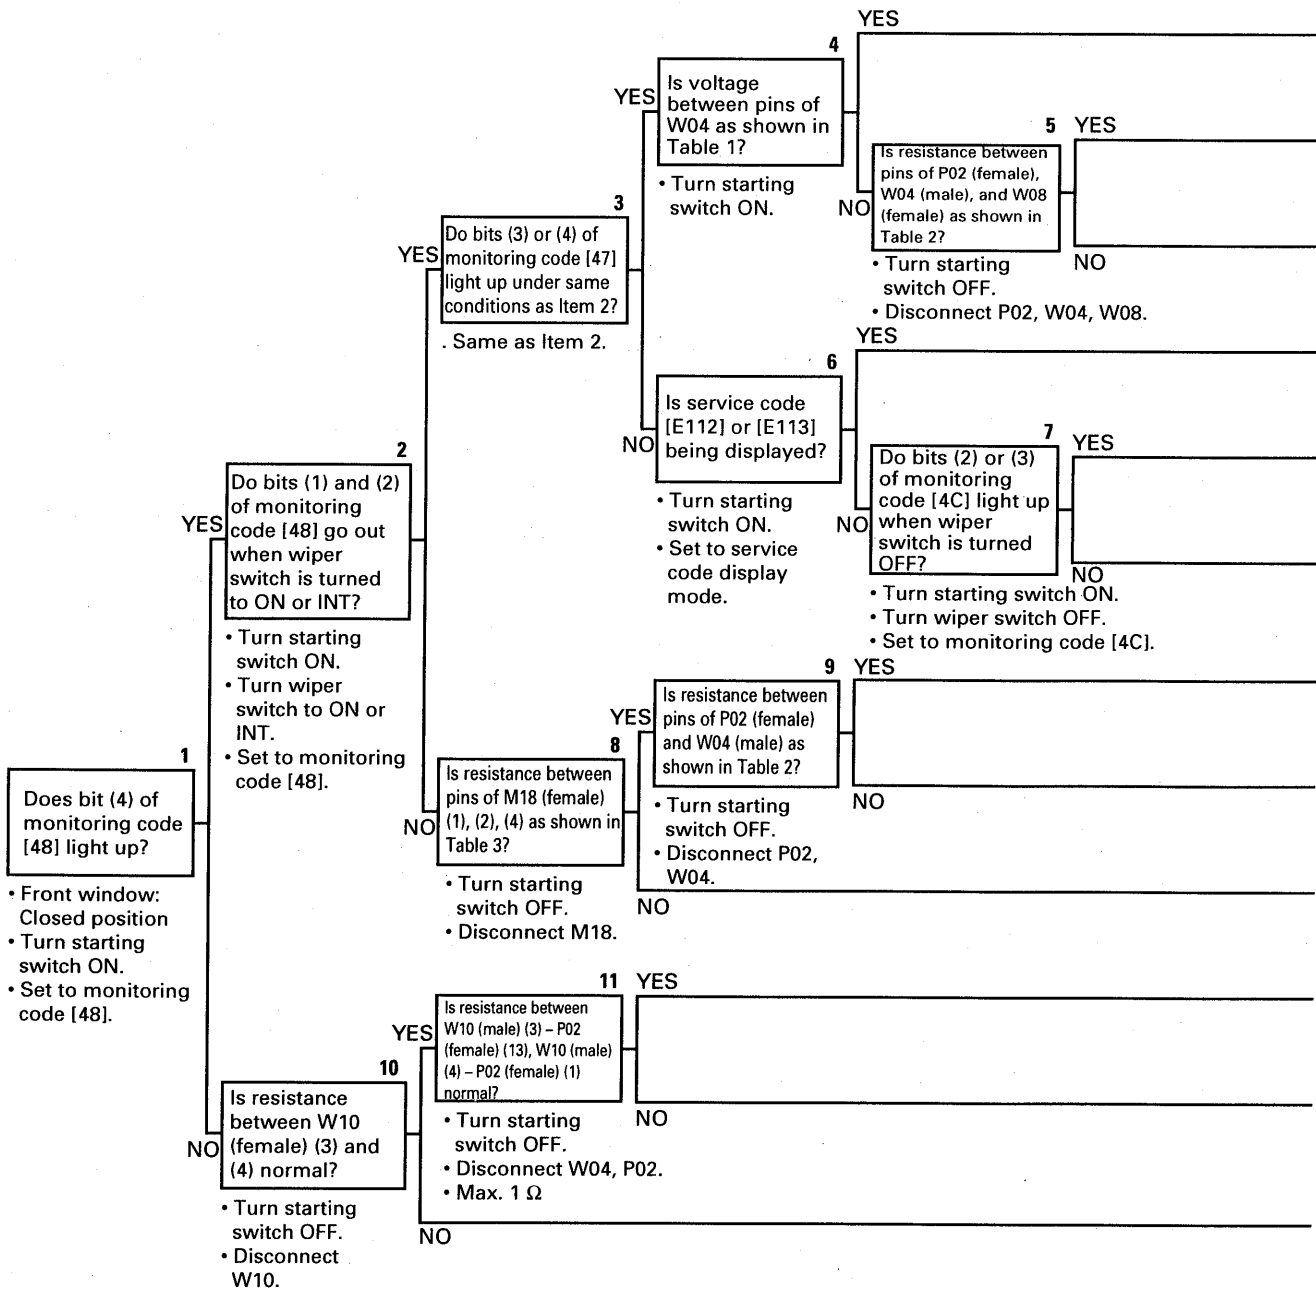 YES
4
Is voltage
between pins of
W04 as shown in
Table 1?
YES
• Turn starting
switch ON.
NO
5
YES
Is resistance between
pins of P02 (female),
W04 (male), and W08
(female) as shown in
Table 2?
NO
• Turn starting
switch OFF.
• Disconnect P02, W04, W08.
3
YES
Do bits (3) or (4) of
monitoring code [47]
light up under same
conditions as Item 2?
. Same as Item 2.
YES
6
Is service code
[E112] or [E113]
being displayed?
NO
• Turn starting
switch ON.
• Set to service
code display
mode.
7
YES
Do bits (2) or (3)
of monitoring
code [4C] light up
when wiper
switch is turned
OFF?
NO
NO
• Turn starting switch ON.
• Turn wiper switch OFF.
• Set to monitoring code [4C].
2
YES
Do bits (1) and (2)
of monitoring
code [48] go out
when wiper
switch is turned
to ON or INT?
• Turn starting
switch ON.
• Turn wiper
switch to ON or
INT.
• Set to monitoring
code [48].
9
YES
YES
Is resistance between
pins of P02 (female)
and W04 (male) as
shown in Table 2?
NO
• Turn starting
switch OFF.
• Disconnect P02,
W04.
8
NO
Is resistance between
pins of M18 (female)
(1), (2), (4) as shown in
Table 3?
• Turn starting
switch OFF.
• Disconnect M18.
NO
1
Does bit (4) of
monitoring code
[48] light up?
• Front window:
Closed position
• Turn starting
switch ON.
• Set to monitoring
code [48].
11
YES
YES
Is resistance between
W10 (male) (3) – P02
(female) (13), W10 (male)
(4) – P02 (female) (1)
normal?
NO
• Turn starting
switch OFF.
• Disconnect W04, P02.
• Max. 1 Ω
10
NO
Is resistance
between W10
(female) (3) and
(4) normal?
• Turn starting
switch OFF.
• Disconnect
W10.
NO